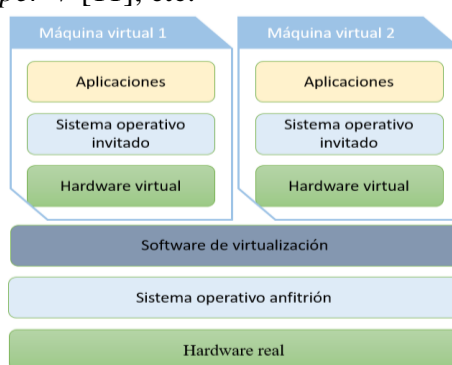 Máquina virtual 1
Máquina virtual 2
Aplicaciones
Aplicaciones
Sistema operativo
invitado
Sistema operativo
invitado
Hardware virtual
Hardware virtual
Software de virtualización
Sistema operativo anfitrión
Hardware real